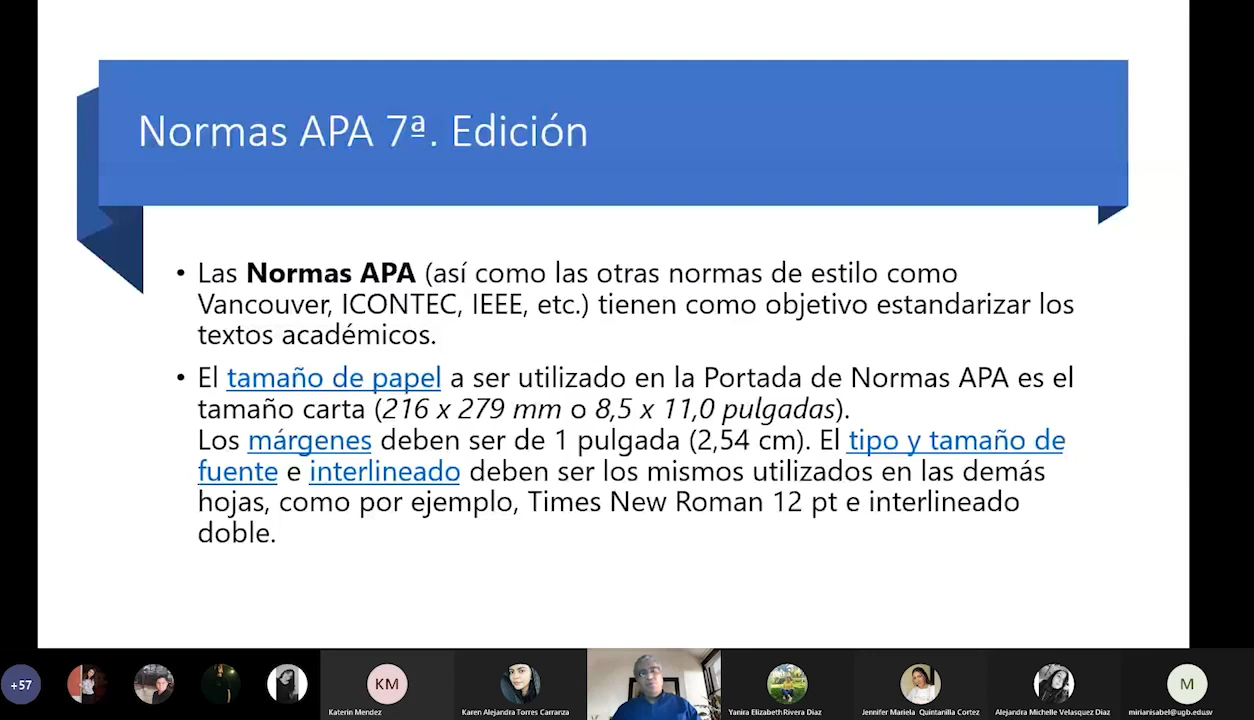 Normas APA 7ª. Edición
• Las Normas APA (así como las otras normas de estilo como
Vancouver, ICONTEC, IEEE, etc.) tienen como objetivo estandarizar los
textos académicos.
• El tamaño de papel a ser utilizado en la Portada de Normas APA es el
tamaño carta (216 x 279 mm o 8,5 x 11,0 pulgadas).
Los márgenes deben ser de 1 pulgada (2,54 cm). El tipo y tamaño de
fuente e interlineado deben ser los mismos utilizados en las demás
hojas, como por ejemplo, Times New Roman 12 pt e interlineado
doble.
+57
KM
M
Katerin Mendez
Karen Alejandra Torres Carranza
Yanira Elizabeth Rivera Diaz
Jennifer Mariela Quintanilla Cortez
Alejandra Michelle Velasquez Diaz
miriarisabel@ugb.edu.sv